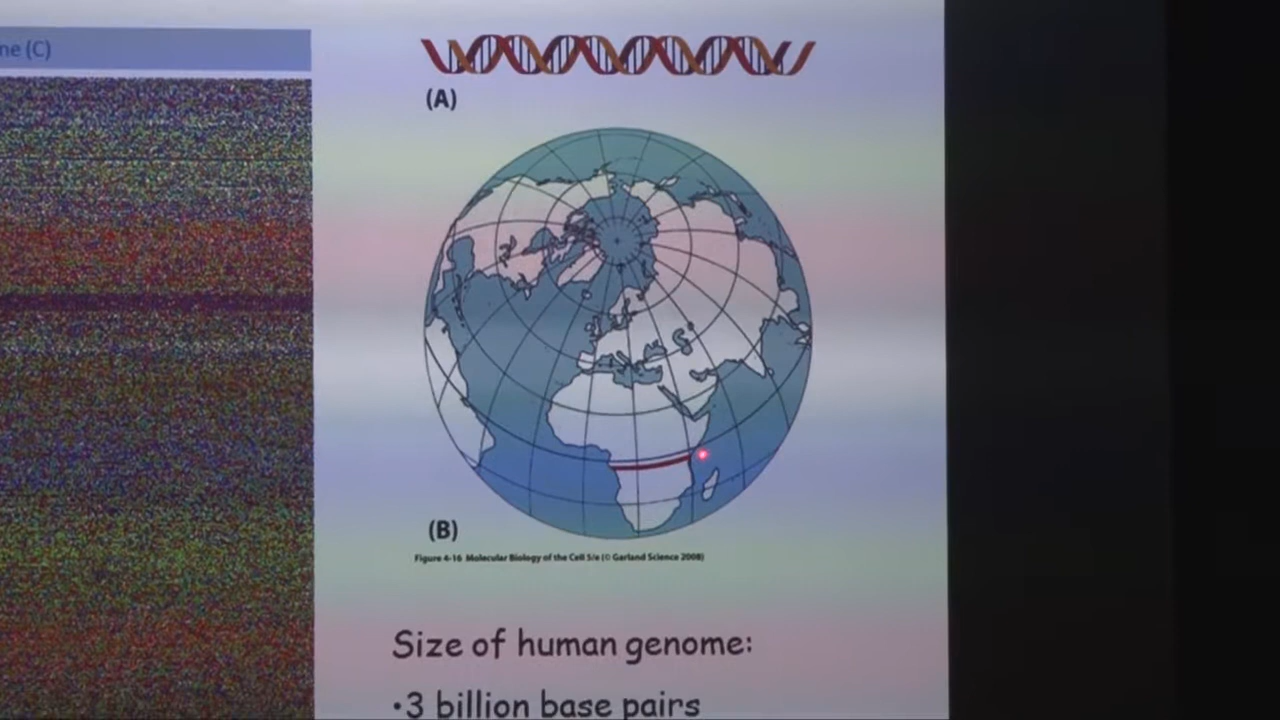 ne (C)
(A)
(B)
Figure 4-16 Molecular Biology of the Cell 5/e (© Garland Science 2008)
Size of human genome:
•3 billion base pairs